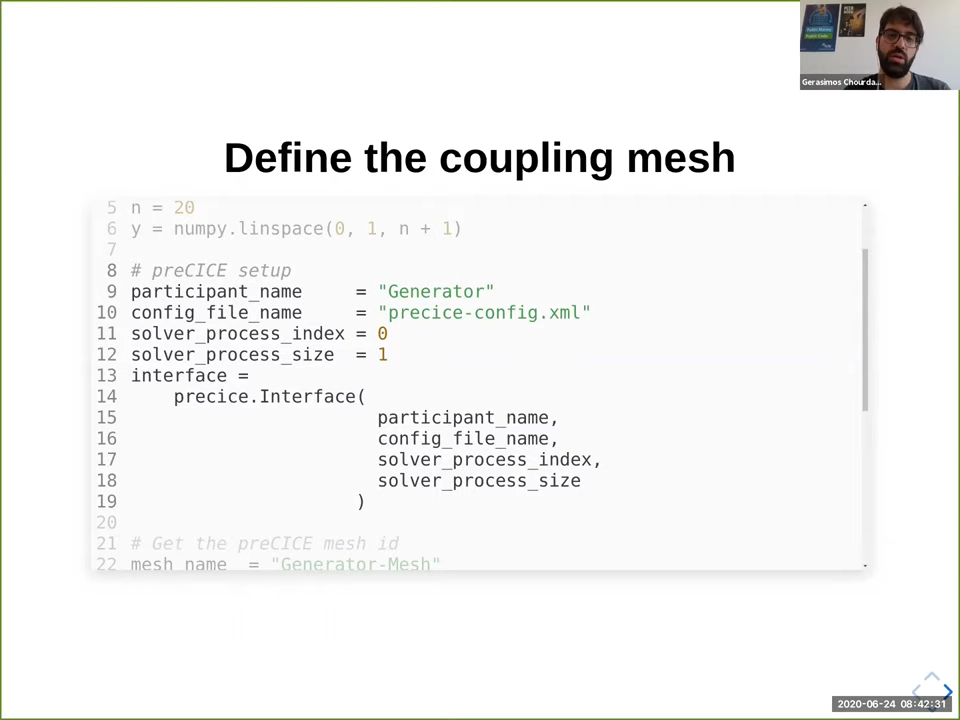 Gerasimos Chourda...
Define the coupling mesh
5 n = 20
6 y = numpy.linspace(0, 1, n + 1)
7
8 # preCICE setup
9 participant_name     = "Generator"
10 config_file_name     = "precice-config.xml"
11 solver_process_index = 0
12 solver_process_size  = 1
13 interface =
14     precice.Interface(
15                        participant_name,
16                        config_file_name,
17                        solver_process_index,
18                        solver_process_size
19                      )
20
21 # Get the preCICE mesh id
22 mesh_name  = "Generator-Mesh"
2020-06-24 08:42:31